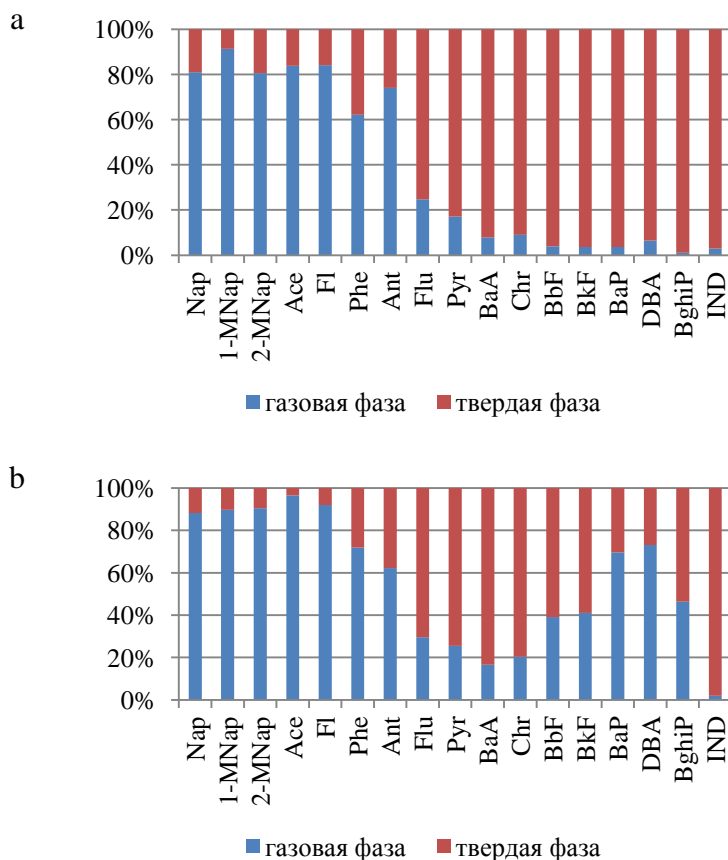 a
100%
80%
60%
40%
20%
0%
Nap
1-MNap
2-MNap
Ace
Fl
Phe
Ant
Flu
Pyr
BaA
Chr
BbF
BkF
BaP
DBA
BghiP
IND
газовая фаза твердая фаза
b
100%
80%
60%
40%
20%
0%
Nap
1-MNap
2-MNap
Ace
Fl
Phe
Ant
Flu
Pyr
BaA
Chr
BbF
BkF
BaP
DBA
BghiP
IND
газовая фаза твердая фаза